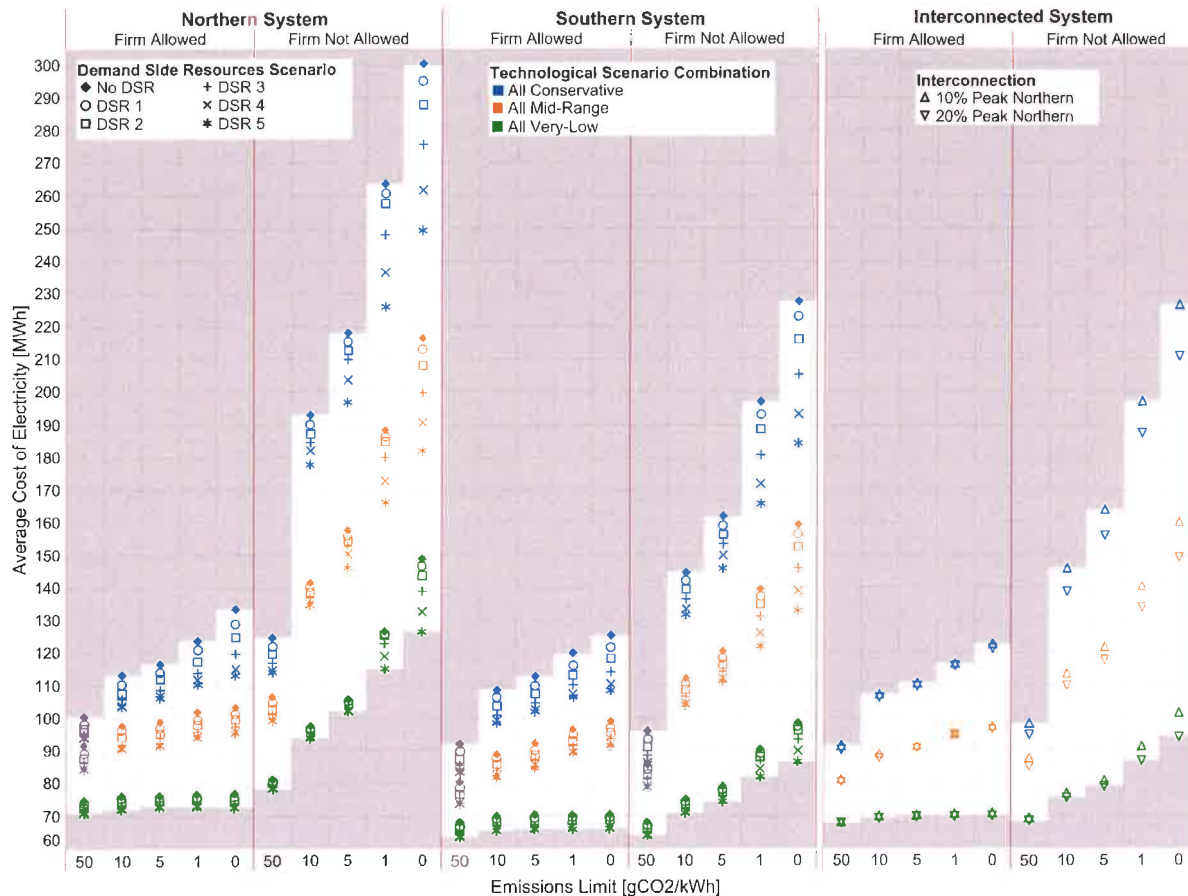 Northern System
Southern System
Interconnected System
Firm Allowed
Firm Not Allowed
Firm Allowed
Firm Not Allowed
Firm Allowed
Firm Not Allowed
Demand Side Resources Scenario
No DSR
DSR 3
DSR 1
DSR 4
DSR 2
DSR 5
Technological Scenario Combination
All Conservative
All Mid-Range
All Very-Low
Interconnection
10% Peak Northern
20% Peak Northern
Average Cost of Electricity [MWh]
300
290
280
270
260
250
240
230
220
210
200
190
180
170
160
150
140
130
120
110
100
90
80
70
60
50 10 5 1 0 50 10 5 1 0 50 10 5 1 0 50 10 5 1 0 50 10 5 1 0 50 10 5 1 0
Emissions Limit [gCO2/kWh]